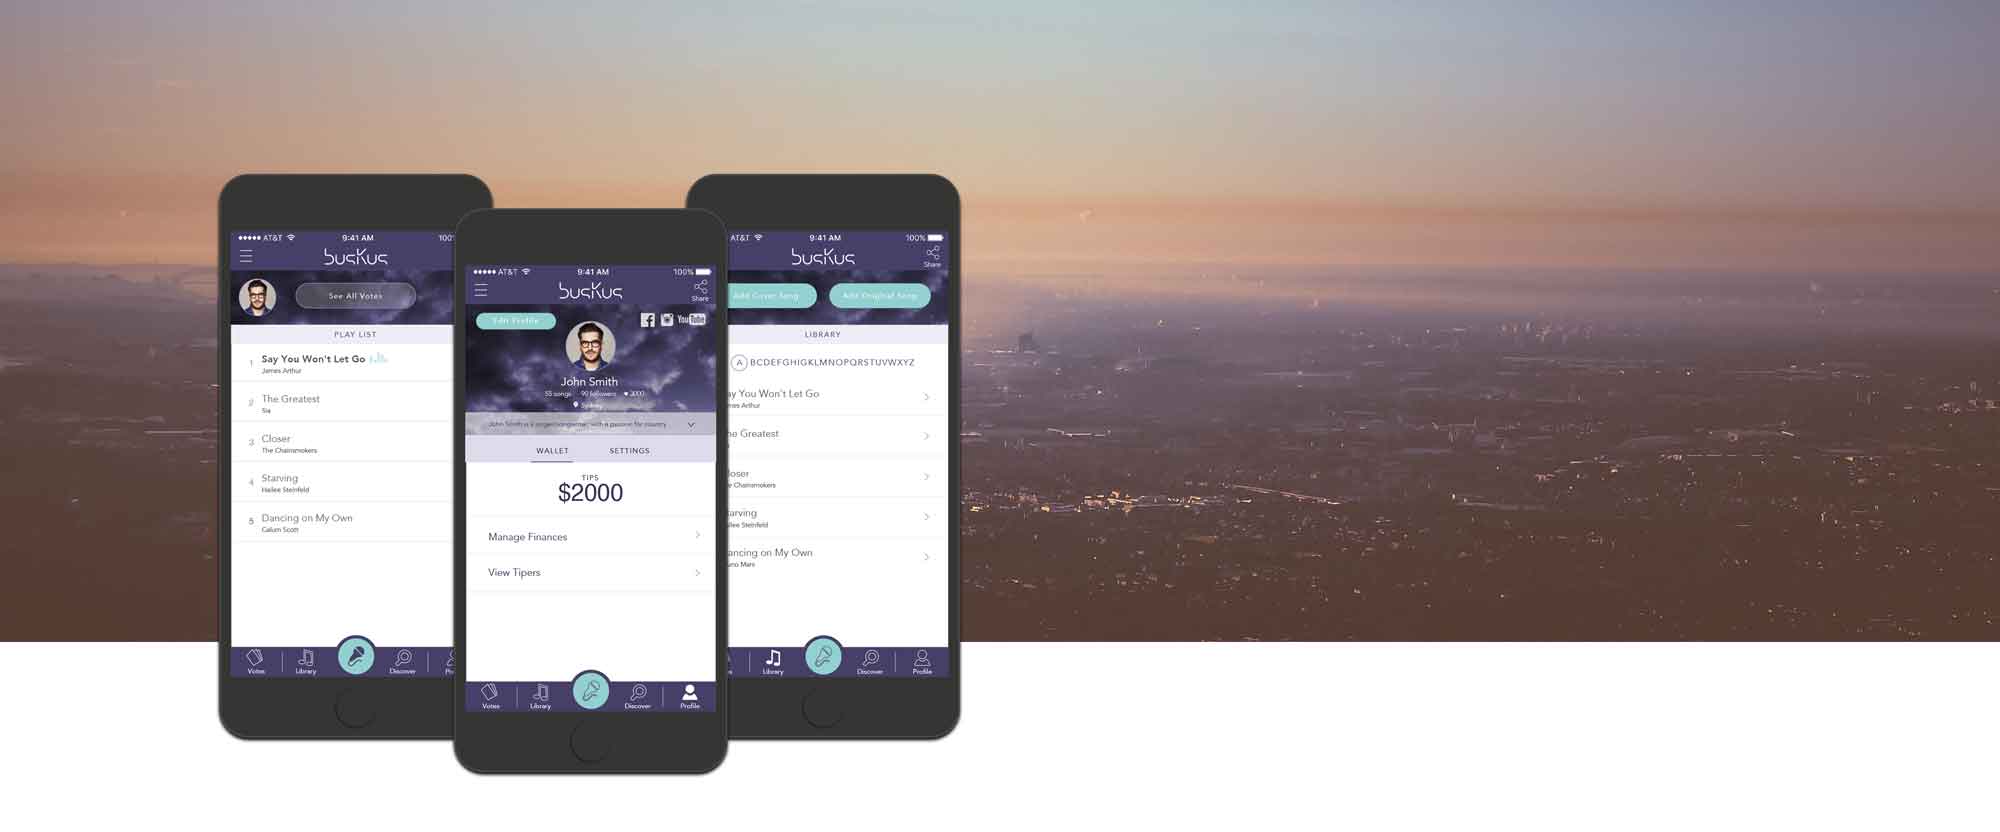 AT&T 9:41 AM 100
buskus
See All Votes
PLAY LIST
1 Say You Won't Let Go
James Arthur
2 The Greatest
Sia
3 Closer
The Chainsmokers
4 Starving
Hailee Steinfeld
5 Dancing on My Own
Calum Scott
Votes Library Discover
AT&T 9:41 AM 100%
buskus
Share
Edit Profile
You Tube
John Smith
55 songs 99 followers 3000
Sydney
John Smith is a singer/songwriter, with a passion for country
WALLET SETTINGS
TIPS
$2000
Manage Finances
View Tipers
Votes Library Discover Profile
AT&T 9:41 AM 100%
buskus
Share
Add Cover Song Add Original Song
LIBRARY
A BCDEFGHIGKLMNOPQRSTUVWXYZ
ay You Won't Let Go
mes Arthur
he Greatest
loser
e Chainsmokers
tarving
ilee Steinfeld
ancing on My Own
uno Mars
Library Discover Profile